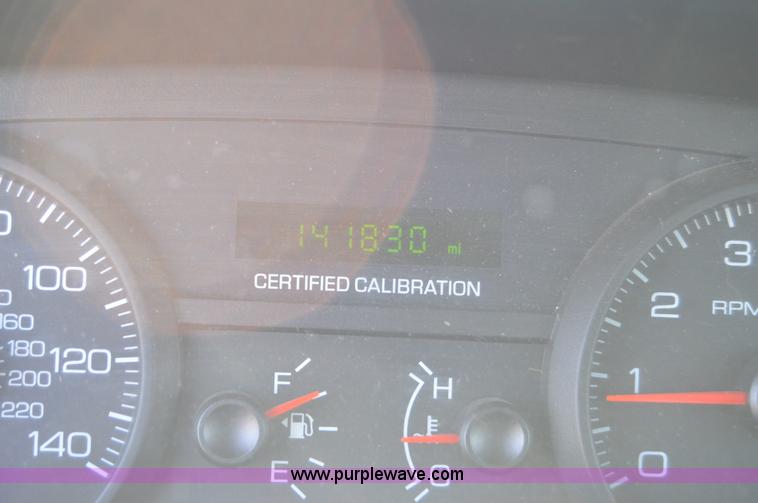 141830 mi
CERTIFIED CALIBRATION
100
120
140
160
180
200
220
F
E
H
3
2
RPM
1
0
www.purplewave.com